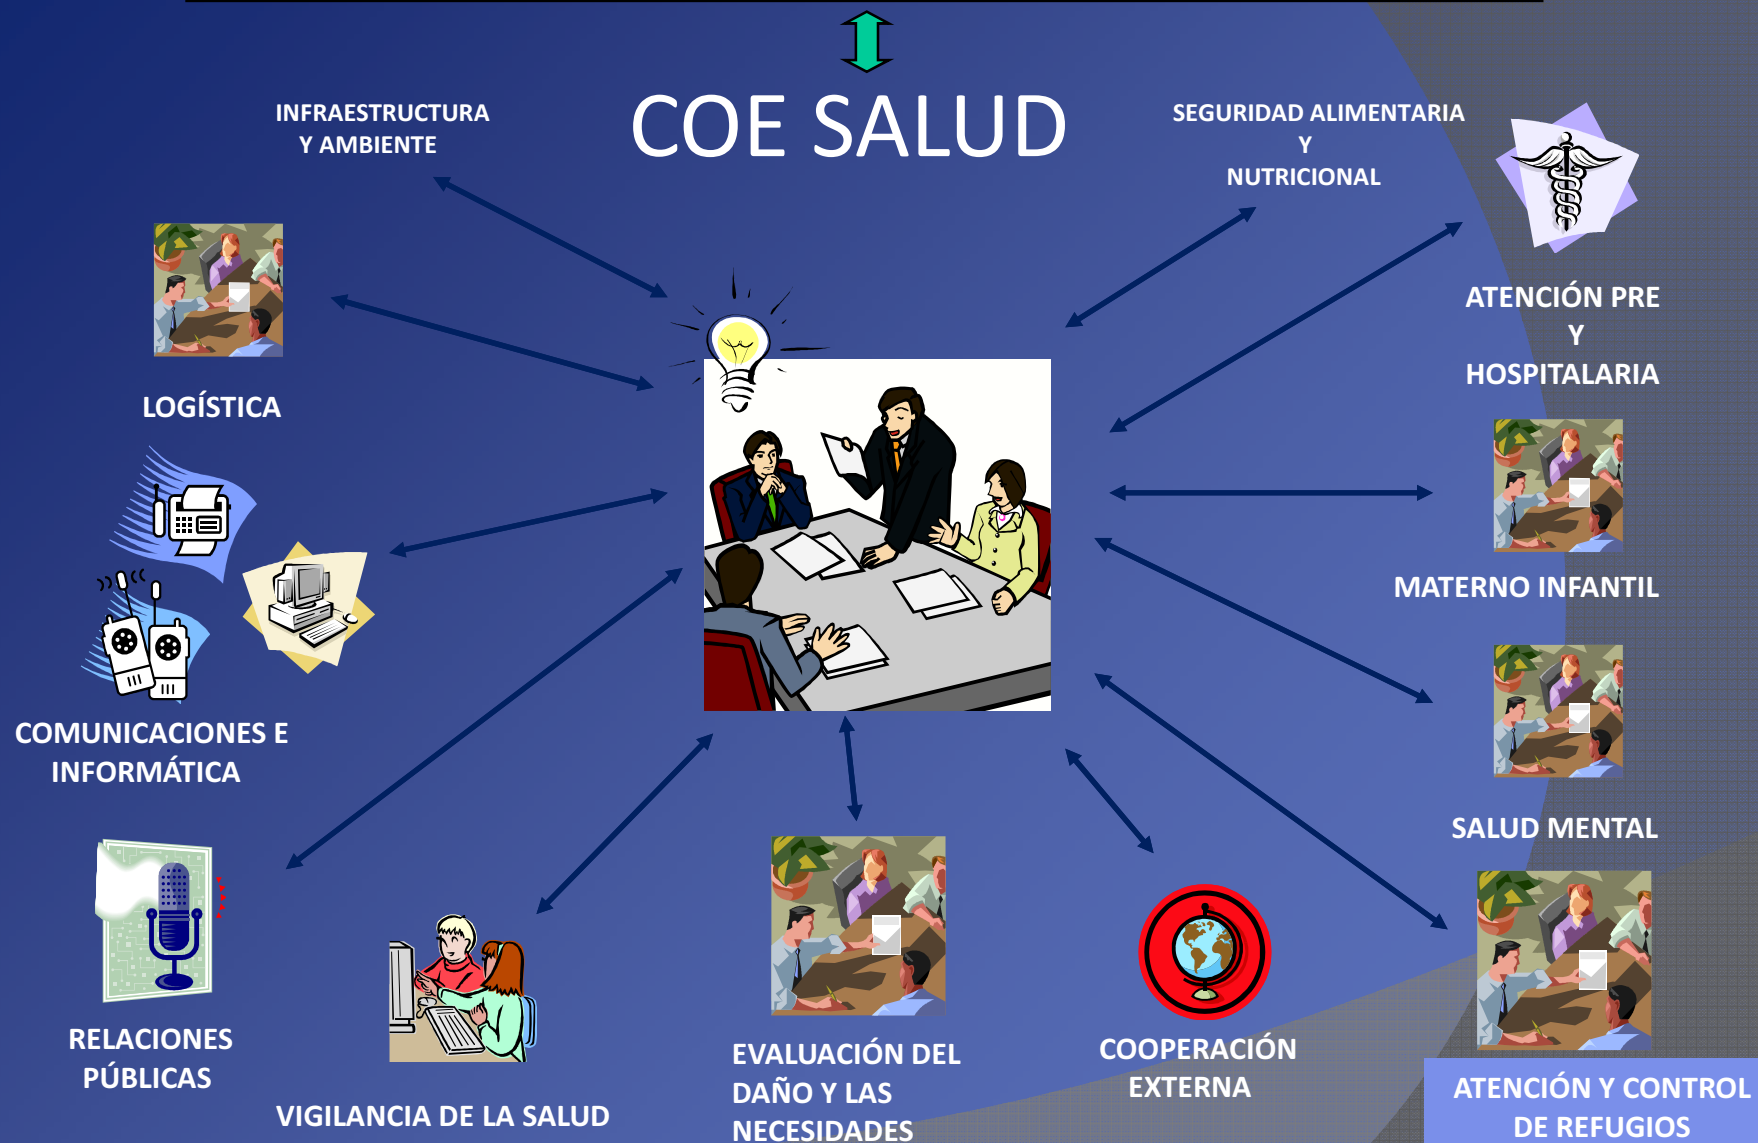 COE SALUD
INFRAESTRUCTURA
Y AMBIENTE
SEGURIDAD ALIMENTARIA
Y
NUTRICIONAL
ATENCIÓN PRE
Y
HOSPITALARIA
LOGÍSTICA
MATERNO INFANTIL
COMUNICACIONES E
INFORMÁTICA
SALUD MENTAL
RELACIONES
PÚBLICAS
VIGILANCIA DE LA SALUD
EVALUACIÓN DEL
DAÑO Y LAS
NECESIDADES
COOPERACIÓN
EXTERNA
ATENCIÓN Y CONTROL
DE REFUGIOS